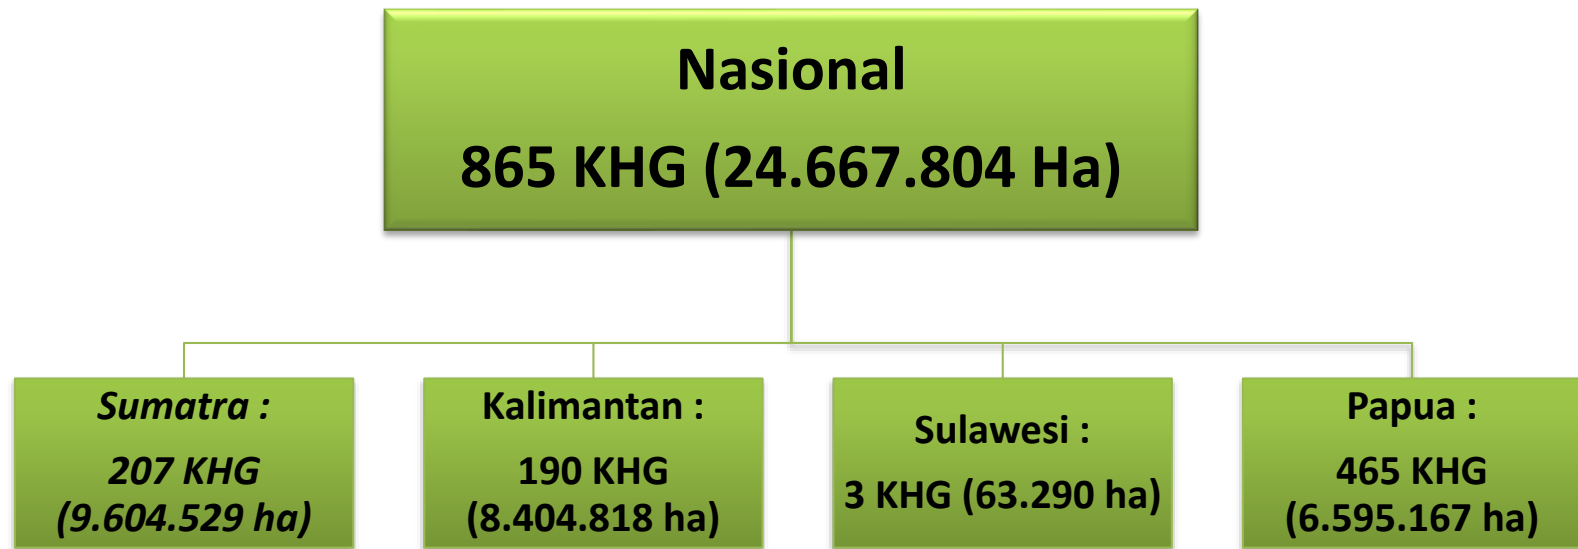 Nasional
865 KHG (24.667.804 Ha)
Sumatra :
207 KHG
(9.604.529 ha)
Kalimantan :
190 KHG
(8.404.818 ha)
Sulawesi :
3 KHG (63.290 ha)
Papua :
465 KHG
(6.595.167 ha)